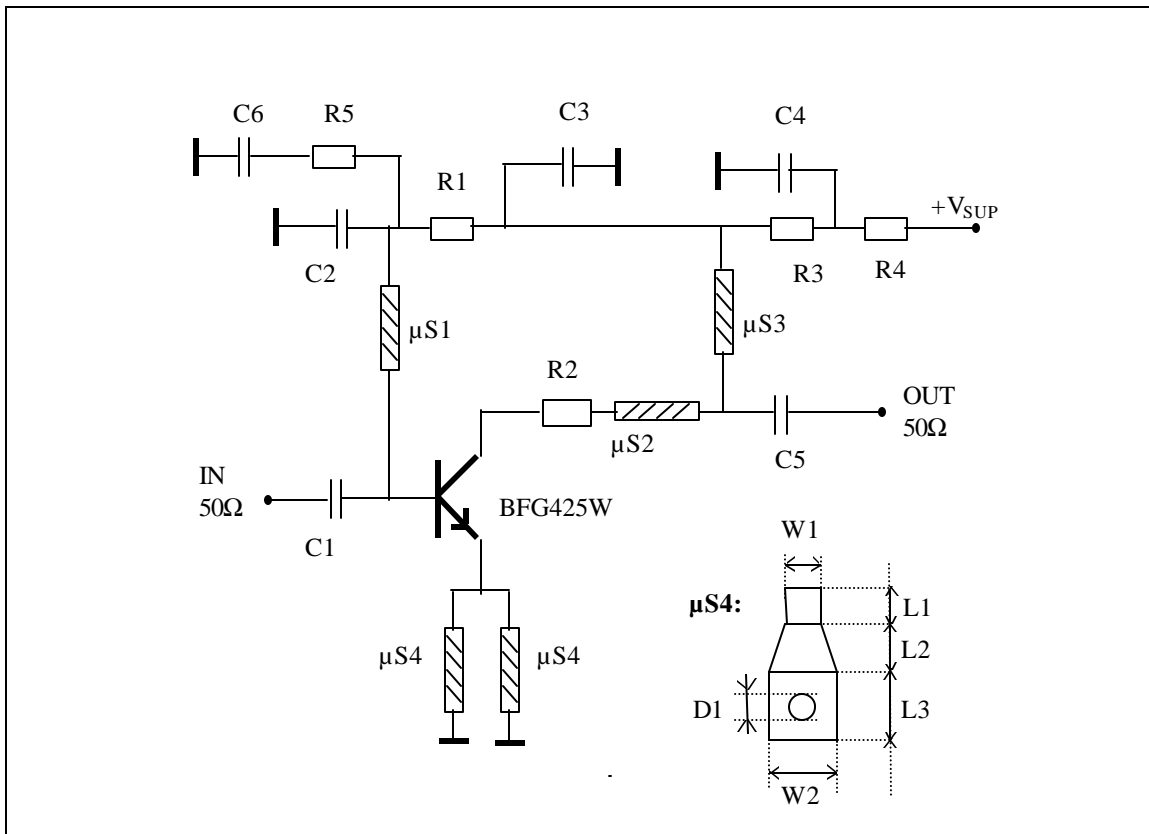 C6
R5
C3
C4
R1
+V_SUP
C2
R3
R4
µS1
µS3
R2
OUT
50Ω
µS2
C5
IN
50Ω
BFG425W
C1
W1
µS4:
L1
L2
µS4
µS4
D1
L3
W2